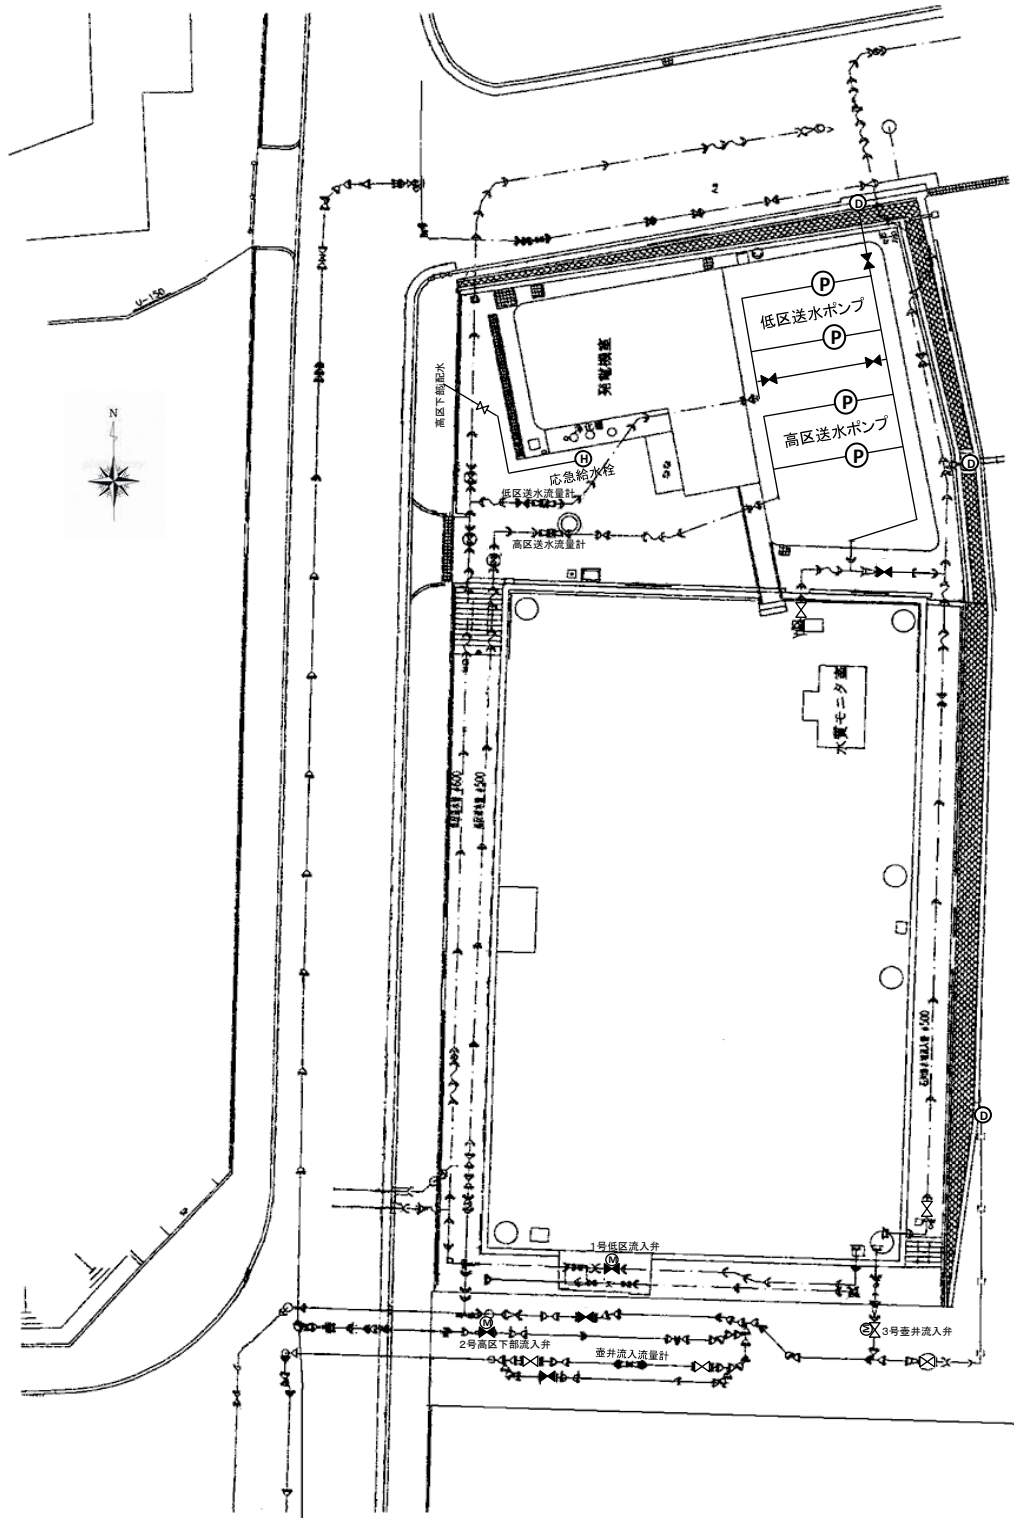 2
D
U-150
P
低区送水ポンプ
P
発電機室
高区下部配水
N
P
高区送水ポンプ
P
H
応急給水栓
D
低区送水流量計
高区送水流量計
水質モニタ室
D
1号低区流入弁
M
M
2号高区下部流入弁
M
3号壺井流入弁
壺井流入流量計